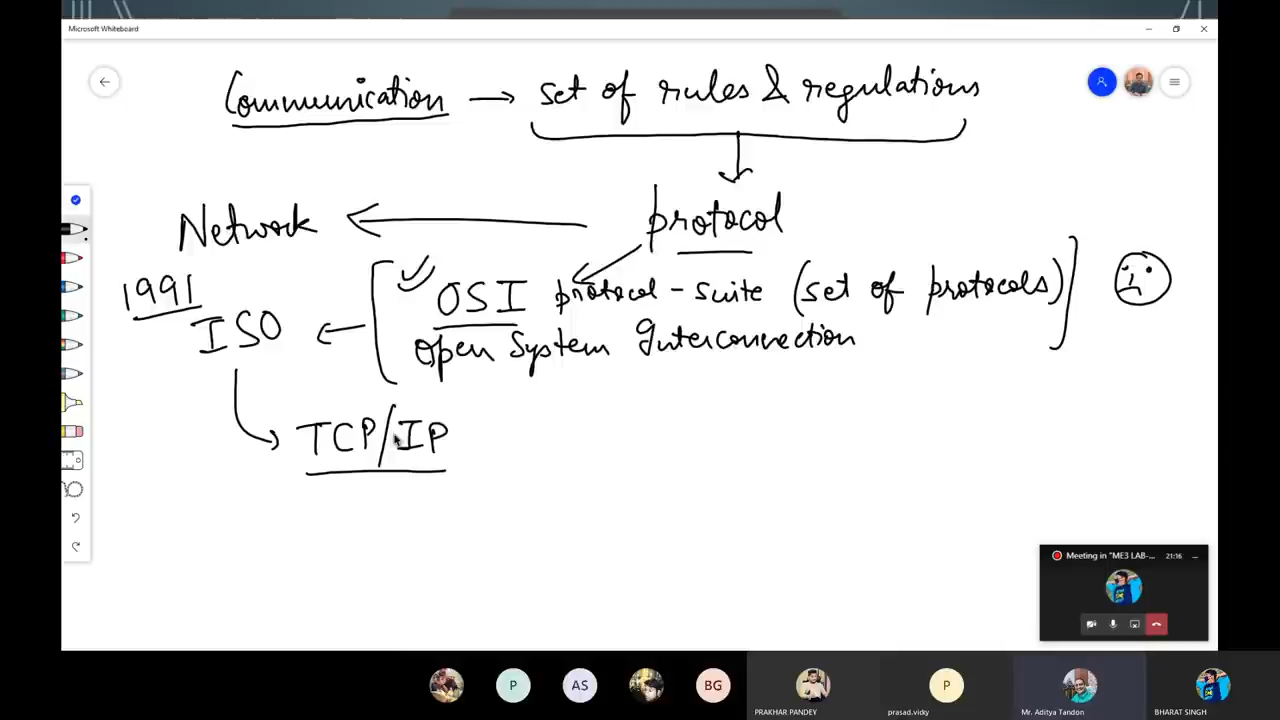 Microsoft Whiteboard
Communication → set of rules & regulations
protocol
Network
1991
OSI protocol - suite (set of protocols)
ISO
open System Interconnection
TCP/IP
Meeting in "ME3 LAB-... 21:16
P
AS
BG
P
PRAKHAR PANDEY
prasad.vicky
Mr. Aditya Tandon
BHARAT SINGH